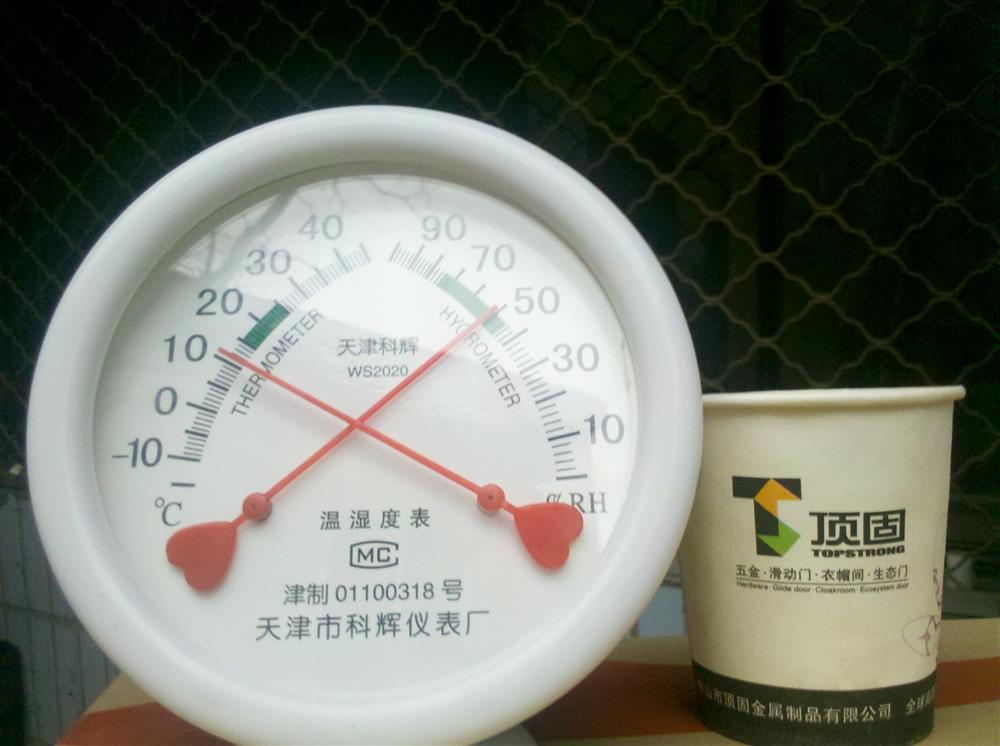 40
30
20
10
0
-10
°C
THERMOMETER
90
70
50
30
10
% RH
HYGROMETER
天津科辉
WS2020
温湿度表
MC
津制 01100318 号
天津市科辉仪表厂
顶固
TOPSTRONG
五金·滑动门·衣帽间·生态门
Hardware · Glide door · Cloakroom · Ecosystem door
山市顶固金属制品有限公司 全球